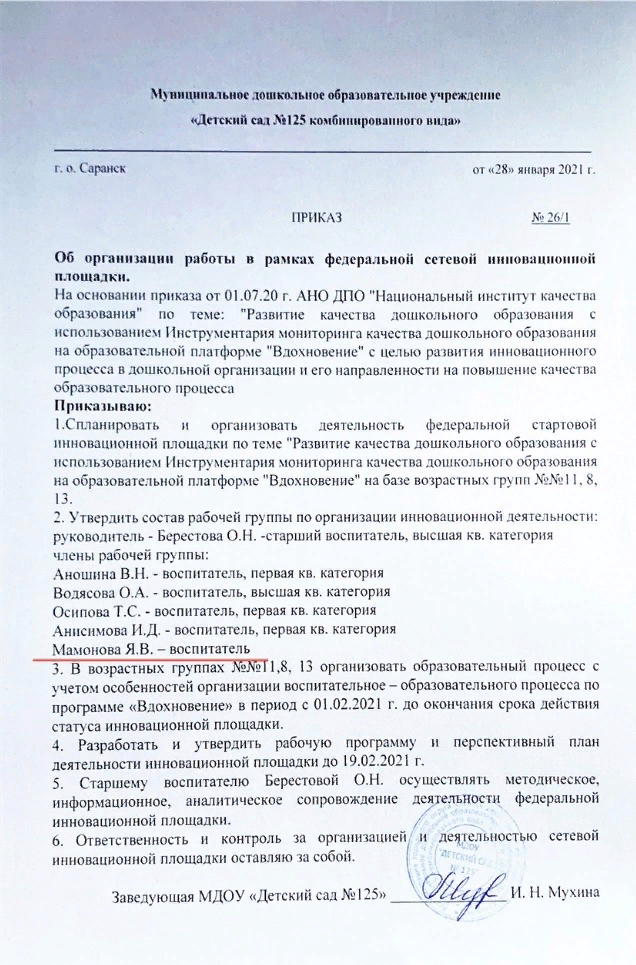 Муниципальное дошкольное образовательное учреждение
«Детский сад №125 комбинированного вида»
г. о. Саранск от «28» января 2021 г.
ПРИКАЗ № 26/1
Об организации работы в рамках федеральной сетевой инновационной
площадки.
На основании приказа от 01.07.20 г. АНО ДПО "Национальный институт качества
образования" по теме: "Развитие качества дошкольного образования с
использованием Инструментария мониторинга качества дошкольного образования
на образовательной платформе "Вдохновение" с целью развития инновационного
процесса в дошкольной организации и его направленности на повышение качества
образовательного процесса
Приказываю:
1.Спланировать и организовать деятельность федеральной стартовой
инновационной площадки по теме "Развитие качества дошкольного образования с
использованием Инструментария мониторинга качества дошкольного образования
на образовательной платформе "Вдохновение" на базе возрастных групп №№11, 8,
13.
2. Утвердить состав рабочей группы по организации инновационной деятельности:
руководитель - Берестова О.Н. -старший воспитатель, высшая кв. категория
члены рабочей группы:
Аношина В.Н. - воспитатель, первая кв. категория
Водясова О.А. - воспитатель, высшая кв. категория
Осипова Т.С. - воспитатель, первая кв. категория
Анисимова И.Д. - воспитатель, первая кв. категория
Мамонова Я.В. – воспитатель
3. В возрастных группах №№11,8, 13 организовать образовательный процесс с
учетом особенностей организации воспитательное – образовательного процесса по
программе «Вдохновение» в период с 01.02.2021 г. до окончания срока действия
статуса инновационной площадки.
4. Разработать и утвердить рабочую программу и перспективный план
деятельности инновационной площадки до 19.02.2021 г.
5. Старшему воспитателю Берестовой О.Н. осуществлять методическое,
информационное, аналитическое сопровождение деятельности федеральной
инновационной площадки.
6. Ответственность и контроль за организацией и деятельностью сетевой
инновационной площадки оставляю за собой.
МДОУ
"ДЕТСКИЙ САД
№ 125"
Заведующая МДОУ «Детский сад №125» И. Н. Мухина